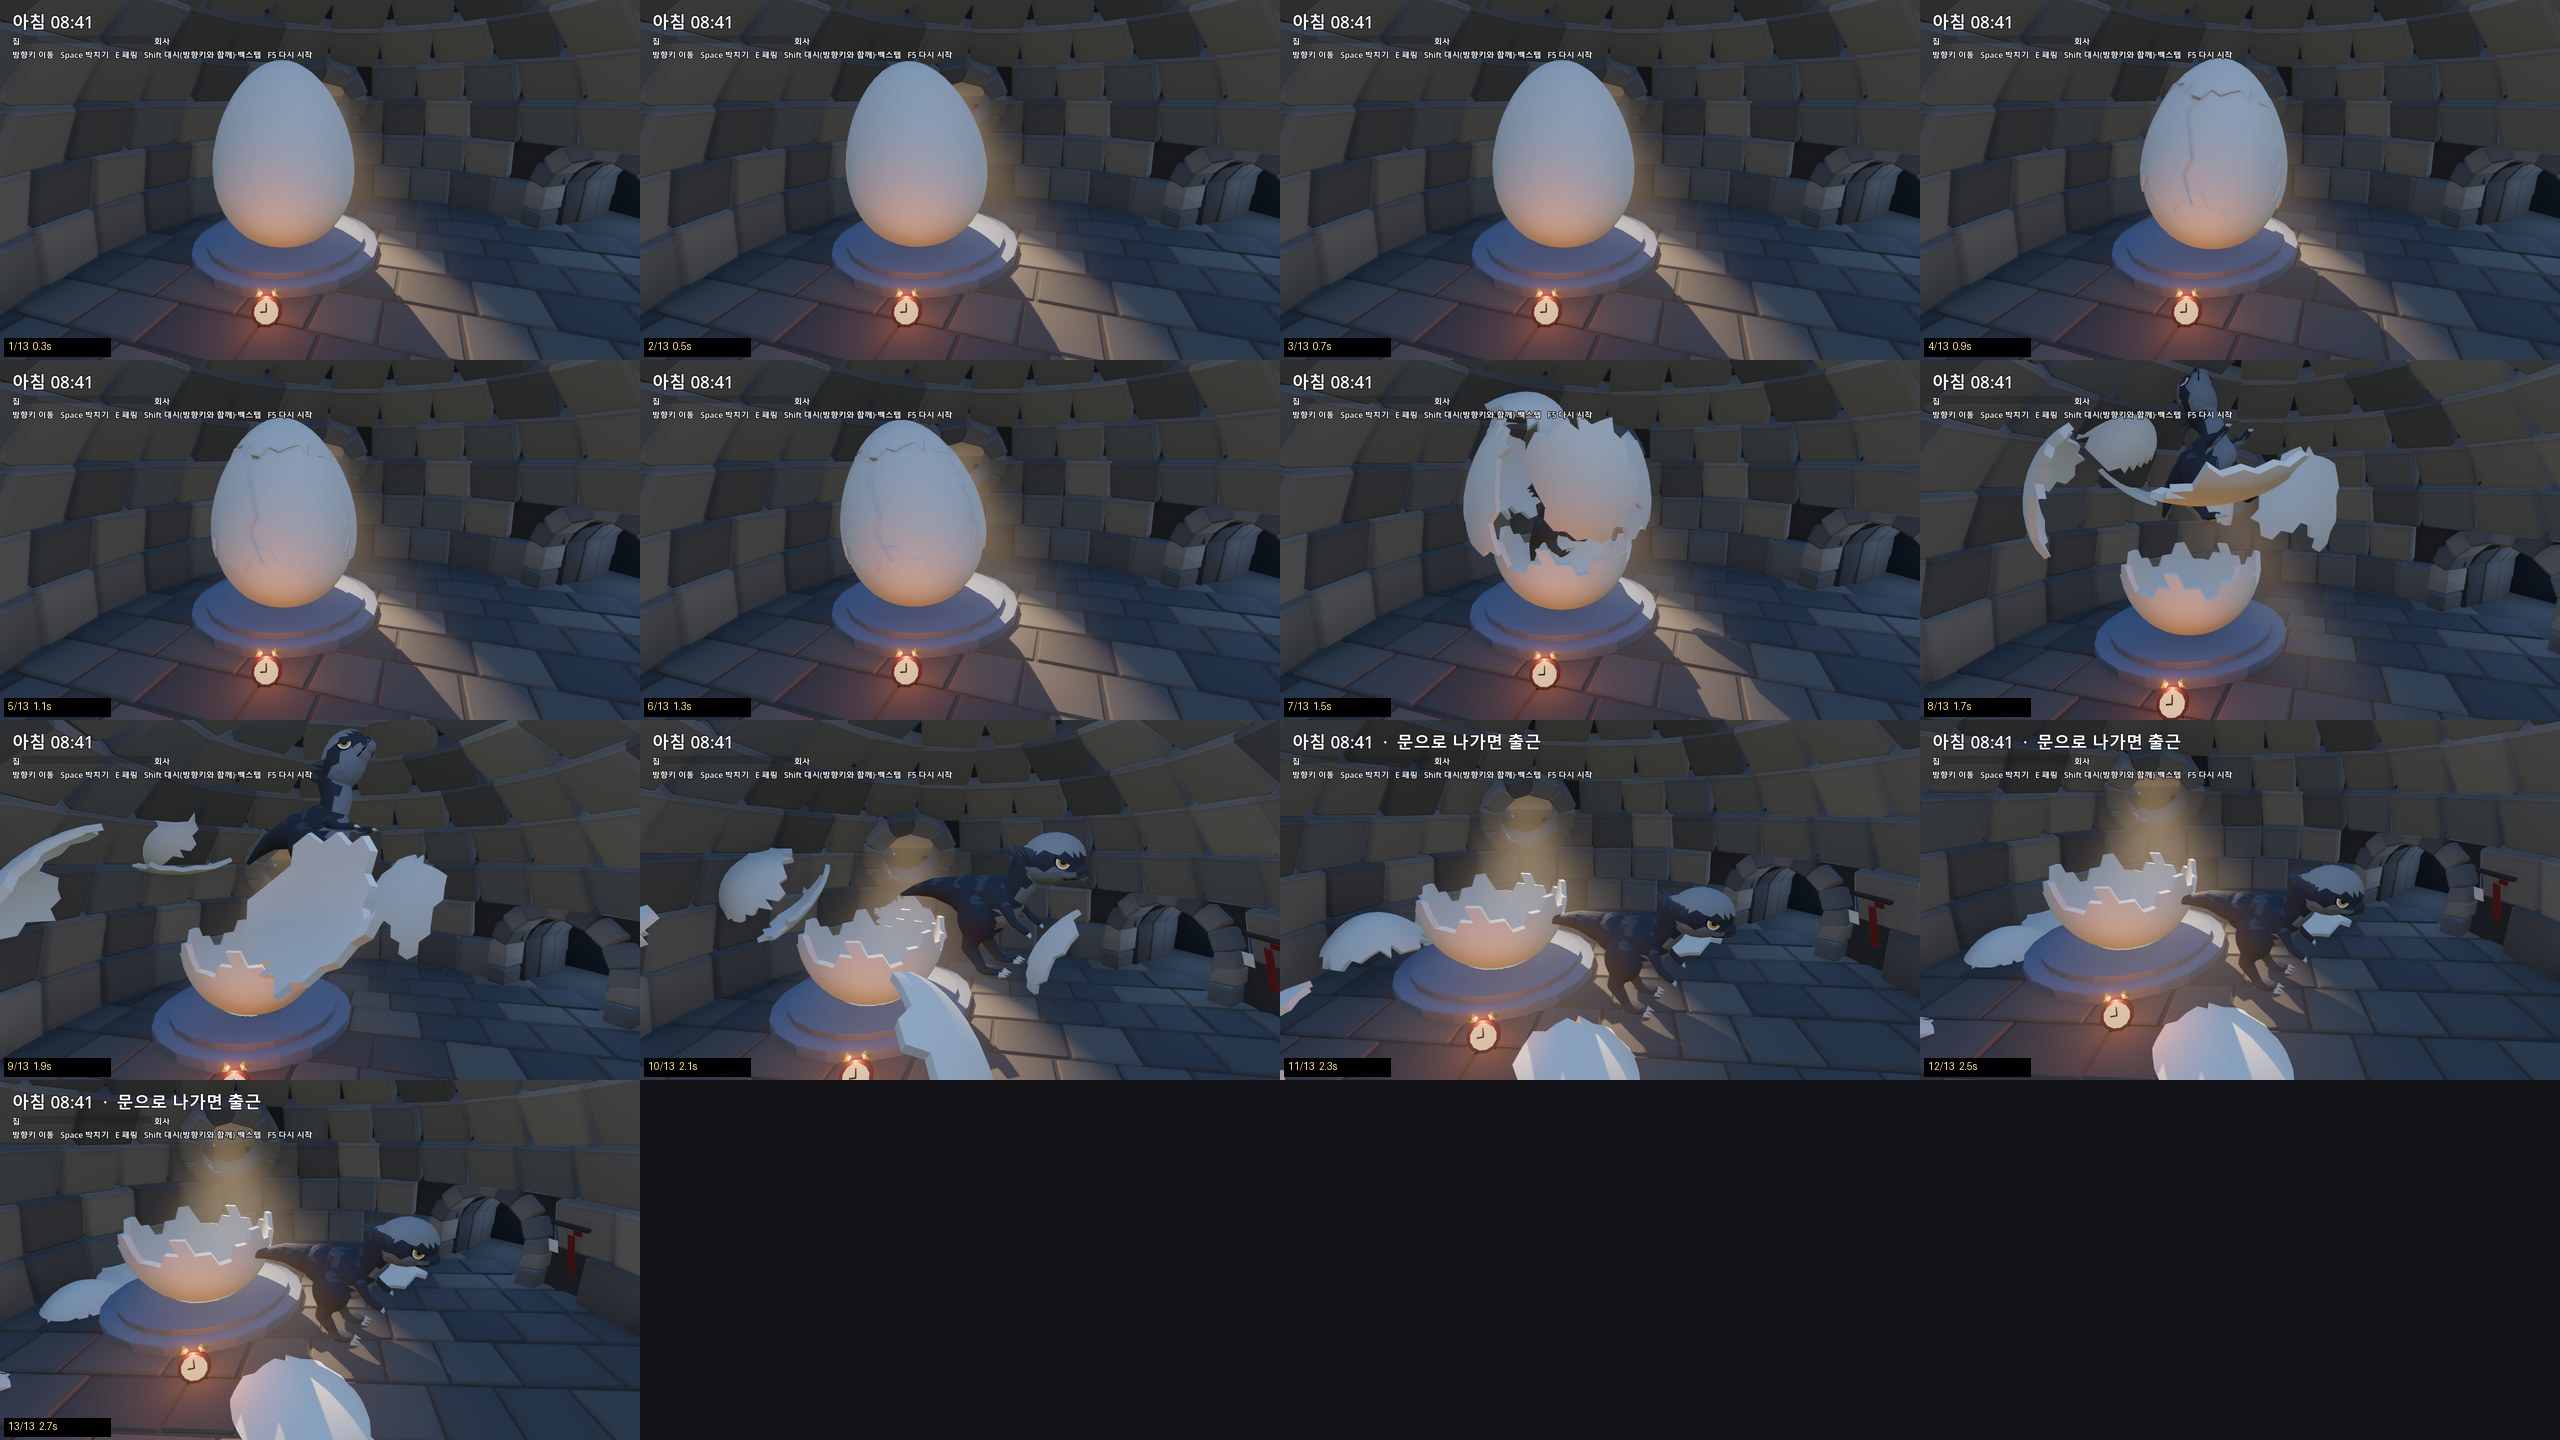 아침 08:41
집 회사
방향키 이동 Space 박치기 E 패링 Shift 대시(방향키와 함께)·백스텝 F5 다시 시작
1/13 0.3s
아침 08:41
집 회사
방향키 이동 Space 박치기 E 패링 Shift 대시(방향키와 함께)·백스텝 F5 다시 시작
2/13 0.5s
아침 08:41
집 회사
방향키 이동 Space 박치기 E 패링 Shift 대시(방향키와 함께)·백스텝 F5 다시 시작
3/13 0.7s
아침 08:41
집 회사
방향키 이동 Space 박치기 E 패링 Shift 대시(방향키와 함께)·백스텝 F5 다시 시작
4/13 0.9s
아침 08:41
집 회사
방향키 이동 Space 박치기 E 패링 Shift 대시(방향키와 함께)·백스텝 F5 다시 시작
5/13 1.1s
아침 08:41
집 회사
방향키 이동 Space 박치기 E 패링 Shift 대시(방향키와 함께)·백스텝 F5 다시 시작
6/13 1.3s
아침 08:41
집 회사
방향키 이동 Space 박치기 E 패링 Shift 대시(방향키와 함께)·백스텝 F5 다시 시작
7/13 1.5s
아침 08:41
집 회사
방향키 이동 Space 박치기 E 패링 Shift 대시(방향키와 함께)·백스텝 F5 다시 시작
8/13 1.7s
아침 08:41
집 회사
방향키 이동 Space 박치기 E 패링 Shift 대시(방향키와 함께)·백스텝 F5 다시 시작
9/13 1.9s
아침 08:41
집 회사
방향키 이동 Space 박치기 E 패링 Shift 대시(방향키와 함께)·백스텝 F5 다시 시작
10/13 2.1s
아침 08:41 · 문으로 나가면 출근
집 회사
방향키 이동 Space 박치기 E 패링 Shift 대시(방향키와 함께)·백스텝 F5 다시 시작
11/13 2.3s
아침 08:41 · 문으로 나가면 출근
집 회사
방향키 이동 Space 박치기 E 패링 Shift 대시(방향키와 함께)·백스텝 F5 다시 시작
12/13 2.5s
아침 08:41 · 문으로 나가면 출근
집 회사
방향키 이동 Space 박치기 E 패링 Shift 대시(방향키와 함께)·백스텝 F5 다시 시작
13/13 2.7s